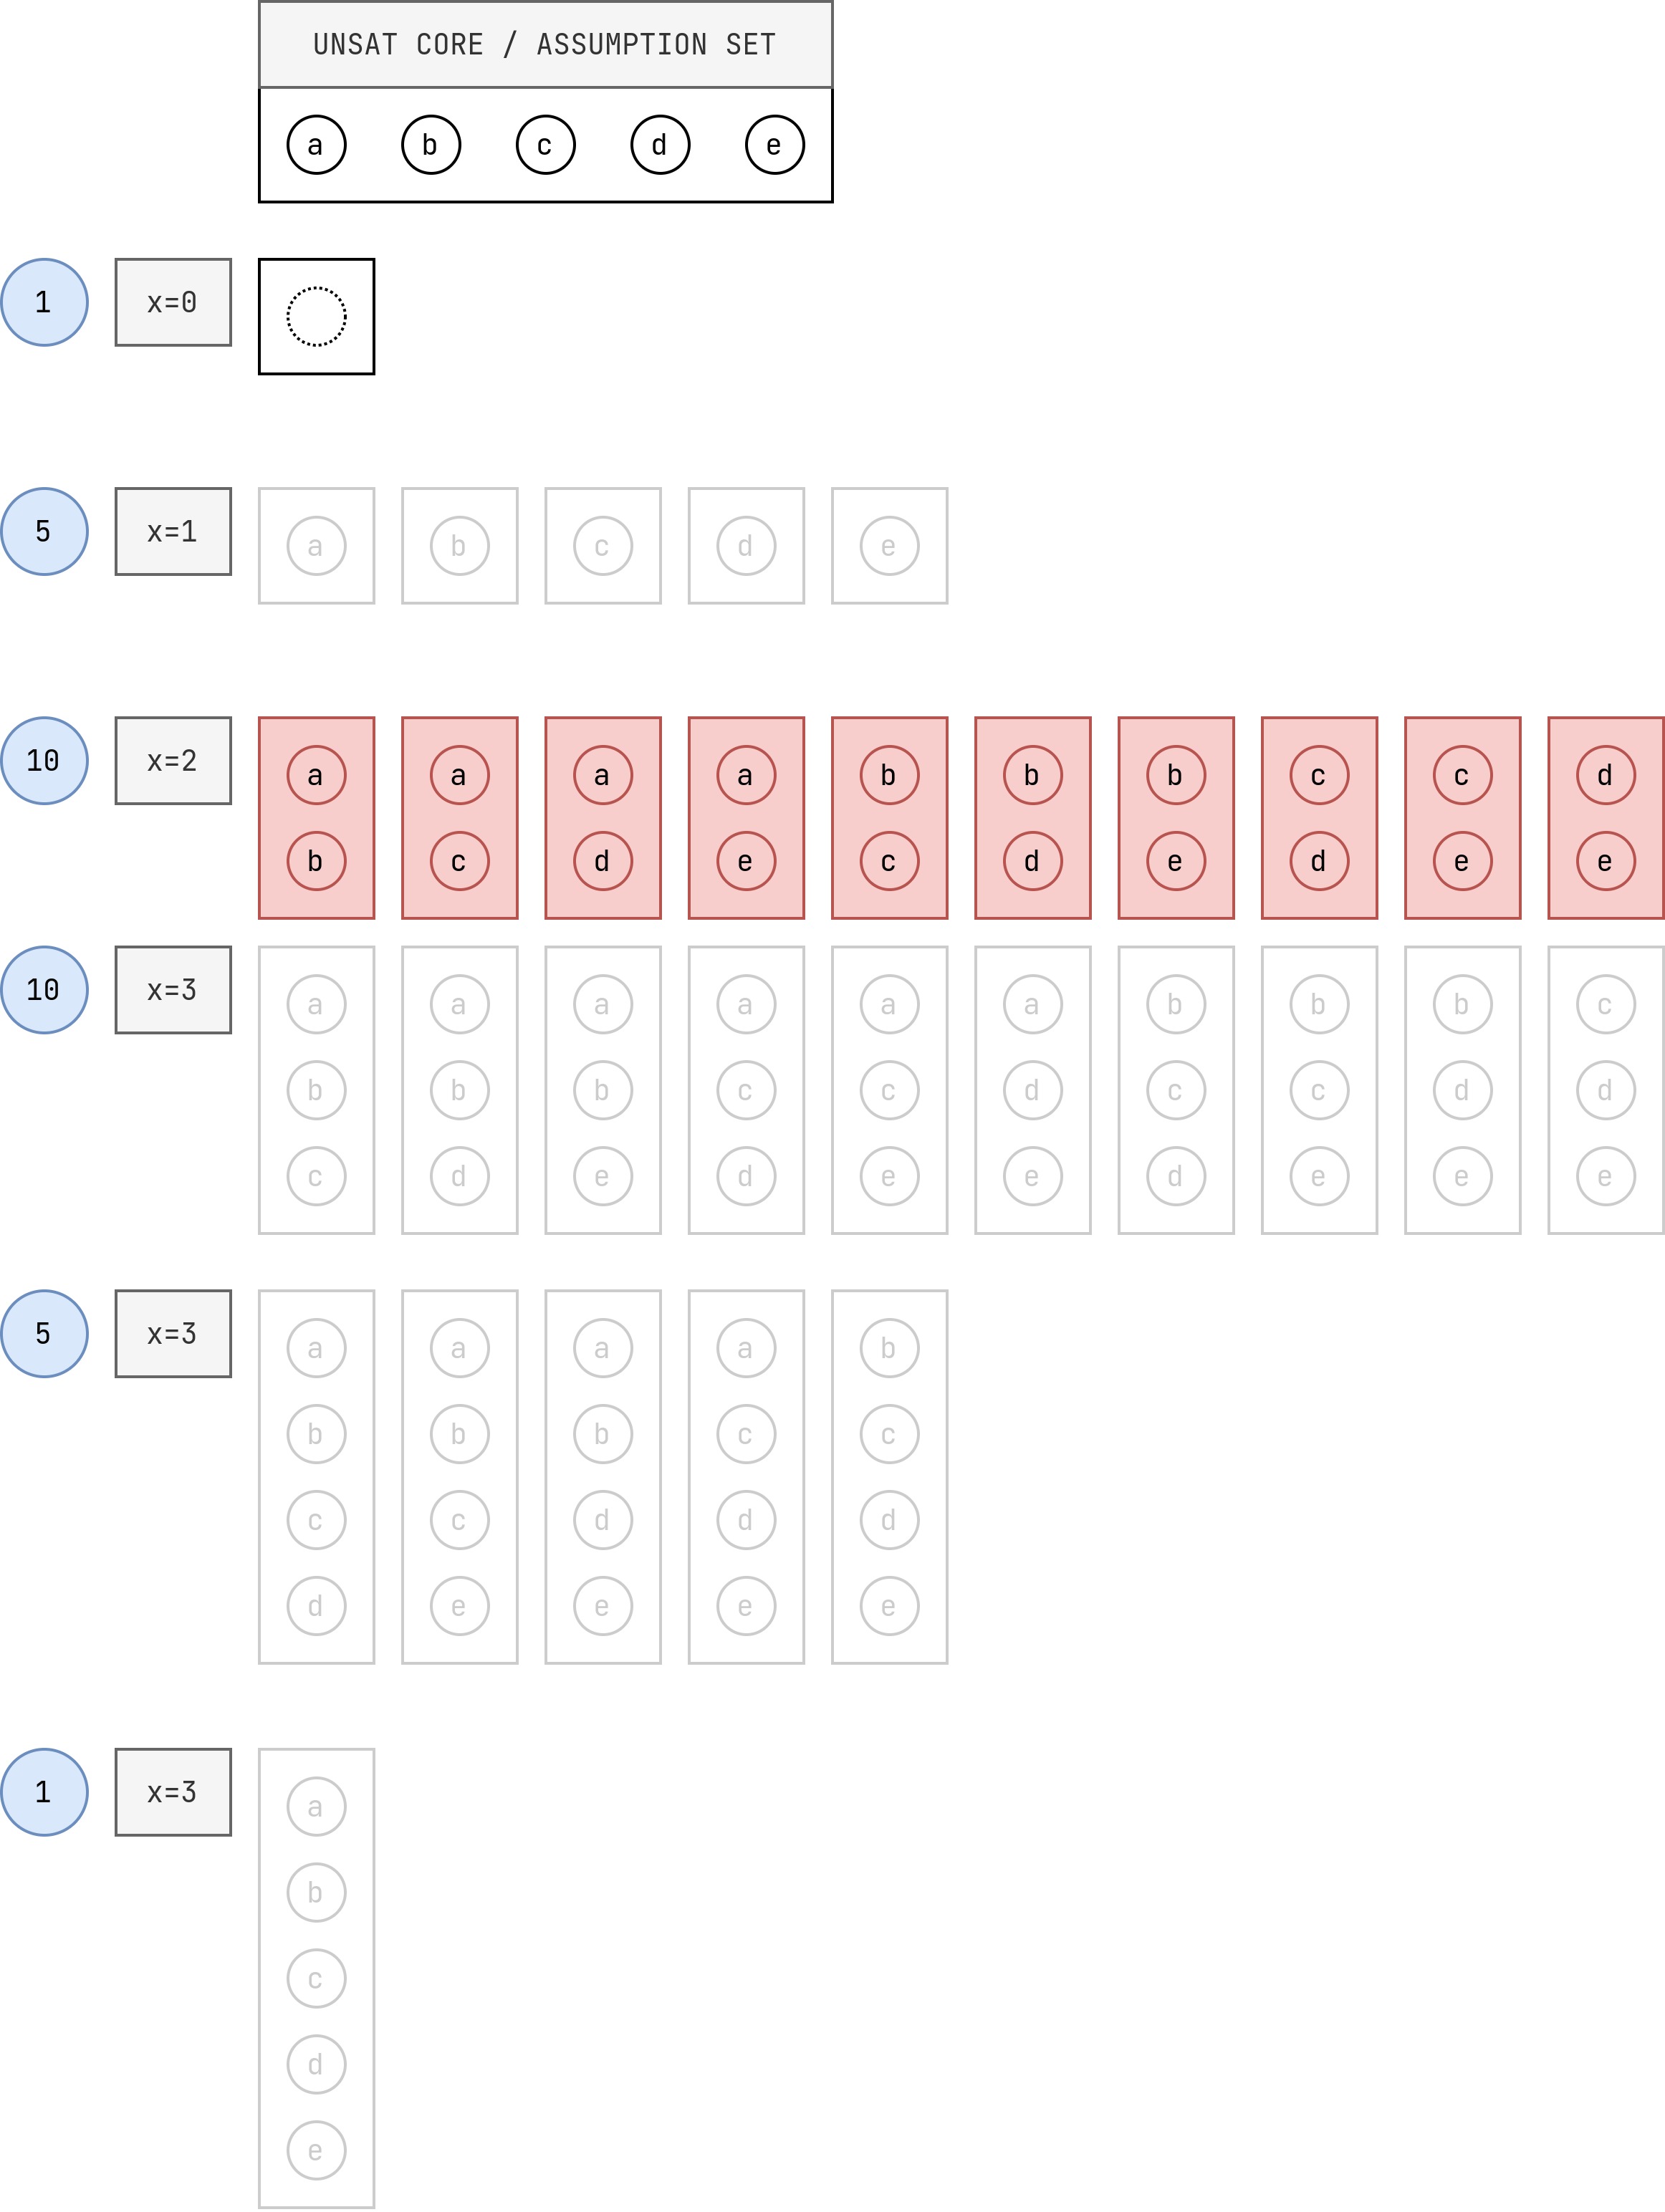 UNSAT CORE / ASSUMPTION SET
a b c d e
1 x=0
5 x=1 a b c d e
10 x=2 a a a a b b b c c d
b c d e c d e d e e
10 x=3 a a a a a a b b b c
b b b c c d c c d d
c d e d e e d e e e
5 x=3 a a a a b
b b b c c
c c d d d
d e e e e
1 x=3 a
b
c
d
e